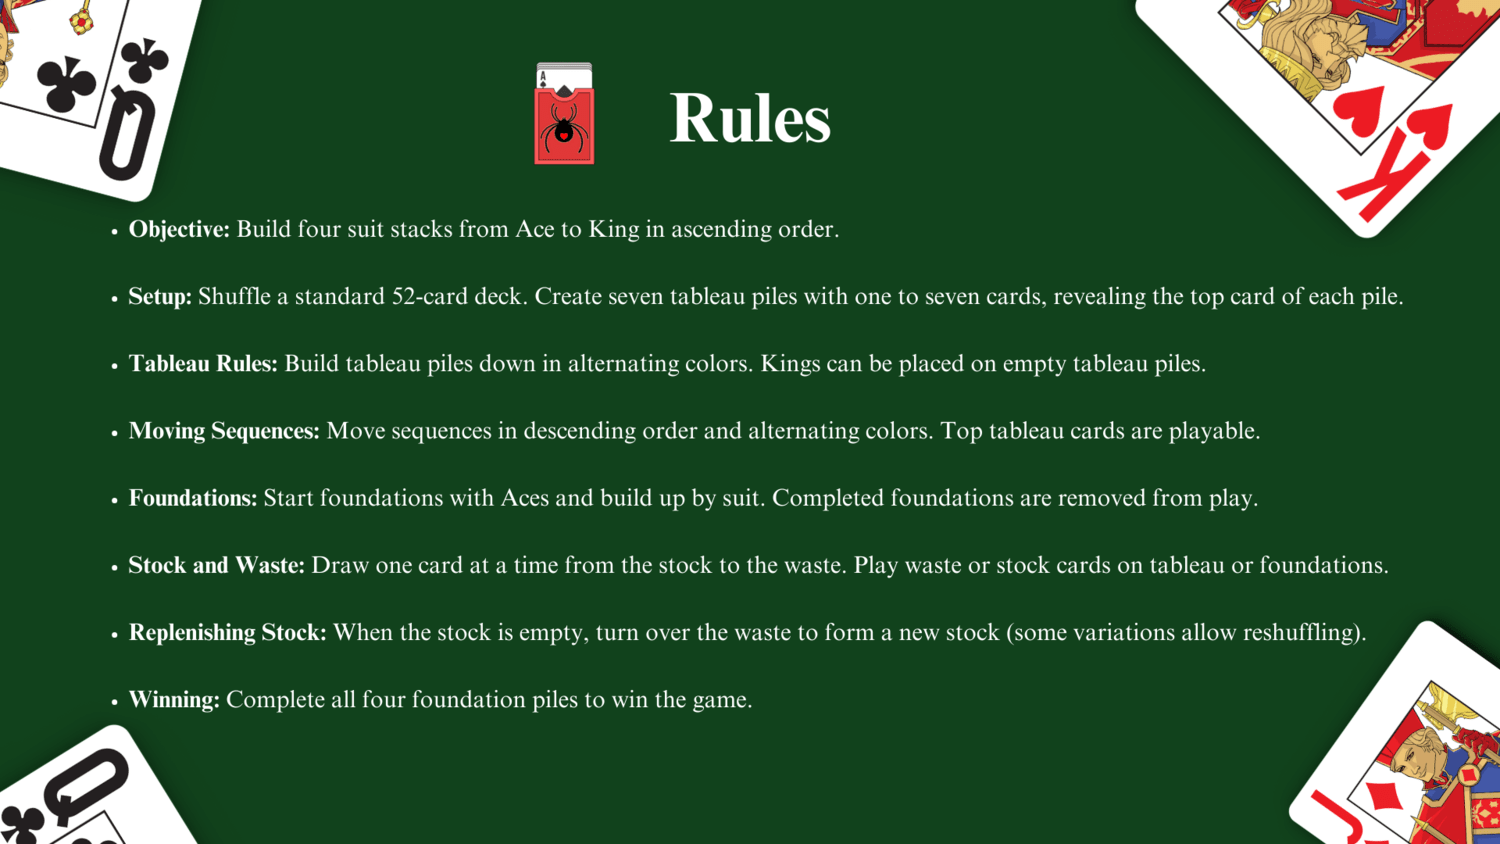 Q
K
A
Rules
• Objective: Build four suit stacks from Ace to King in ascending order.
• Setup: Shuffle a standard 52-card deck. Create seven tableau piles with one to seven cards, revealing the top card of each pile.
• Tableau Rules: Build tableau piles down in alternating colors. Kings can be placed on empty tableau piles.
• Moving Sequences: Move sequences in descending order and alternating colors. Top tableau cards are playable.
• Foundations: Start foundations with Aces and build up by suit. Completed foundations are removed from play.
• Stock and Waste: Draw one card at a time from the stock to the waste. Play waste or stock cards on tableau or foundations.
• Replenishing Stock: When the stock is empty, turn over the waste to form a new stock (some variations allow reshuffling).
• Winning: Complete all four foundation piles to win the game.
Q
J